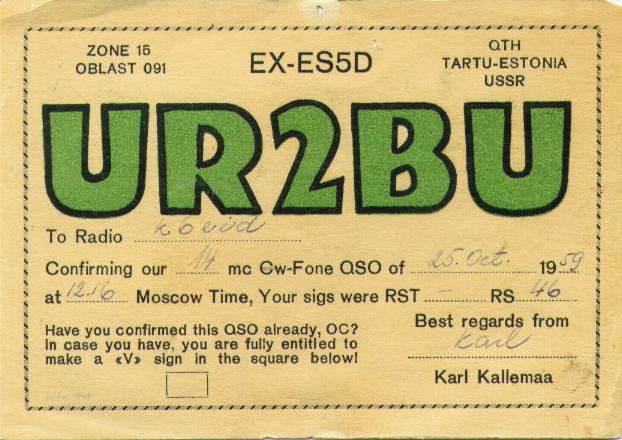 ZONE 15
OBLAST 091
EX-ES5D
QTH
TARTU-ESTONIA
USSR
UR2BU
To Radio
Confirming our 14 mc Cw-Fone QSO of 25. Oct. 1959
at 12.16 Moscow Time, Your sigs were RST – RS 46
Have you confirmed this QSO already, OC?
In case you have, you are fully entitled to
make a «V» sign in the square below!
Best regards from
Karl
Karl Kallemaa